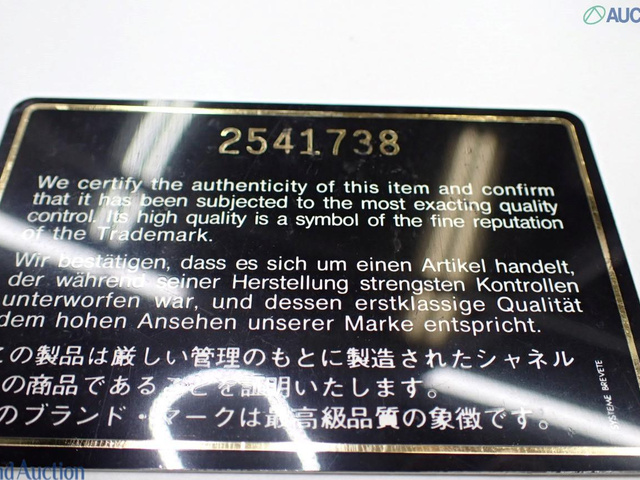 AUC
2541738
We certify the authenticity of this item and confirm
that it has been subjected to the most exacting quality
control. Its high quality is a symbol of the fine reputation
of the Trademark.
Wir bestätigen, dass es sich um einen Artikel handelt,
der während seiner Herstellung strengsten Kontrollen
unterworfen war, und dessen erstklassige Qualität
dem hohen Ansehen unserer Marke entspricht.
この製品は厳しい管理のもとに製造されたシャネル
の商品であることを証明いたします。
のブランド・マークは最高級品質の象徴です。
SYSTEME BREVETE
nd Auction